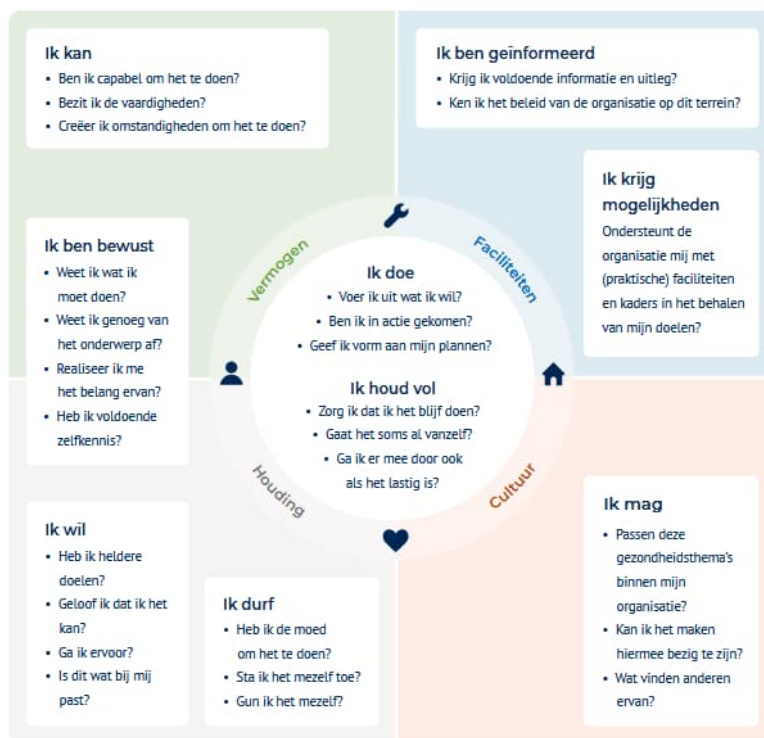 Ik kan
• Ben ik capabel om het te doen?
• Bezit ik de vaardigheden?
• Creëer ik omstandigheden om het te doen?
Ik ben geïnformeerd
• Krijg ik voldoende informatie en uitleg?
• Ken ik het beleid van de organisatie op dit terrein?
Ik krijg
mogelijkheden
Ondersteunt de
organisatie mij met
(praktische) faciliteiten
en kaders in het behalen
van mijn doelen?
Ik ben bewust
• Weet ik wat ik
moet doen?
• Weet ik genoeg van
het onderwerp af?
• Realiseer ik me
het belang ervan?
• Heb ik voldoende
zelfkennis?
Vermogen
Faciliteiten
Ik doe
• Voer ik uit wat ik wil?
• Ben ik in actie gekomen?
• Geef ik vorm aan mijn plannen?
Ik houd vol
• Zorg ik dat ik het blijf doen?
• Gaat het soms al vanzelf?
• Ga ik er mee door ook
als het lastig is?
Houding
Cultuur
Ik wil
• Heb ik heldere
doelen?
• Geloof ik dat ik het
kan?
• Ga ik ervoor?
• Is dit wat bij mij
past?
Ik durf
• Heb ik de moed
om het te doen?
• Sta ik het mezelf toe?
• Gun ik het mezelf?
Ik mag
• Passen deze
gezondheidsthema's
binnen mijn
organisatie?
• Kan ik het maken
hiermee bezig te zijn?
• Wat vinden anderen
ervan?